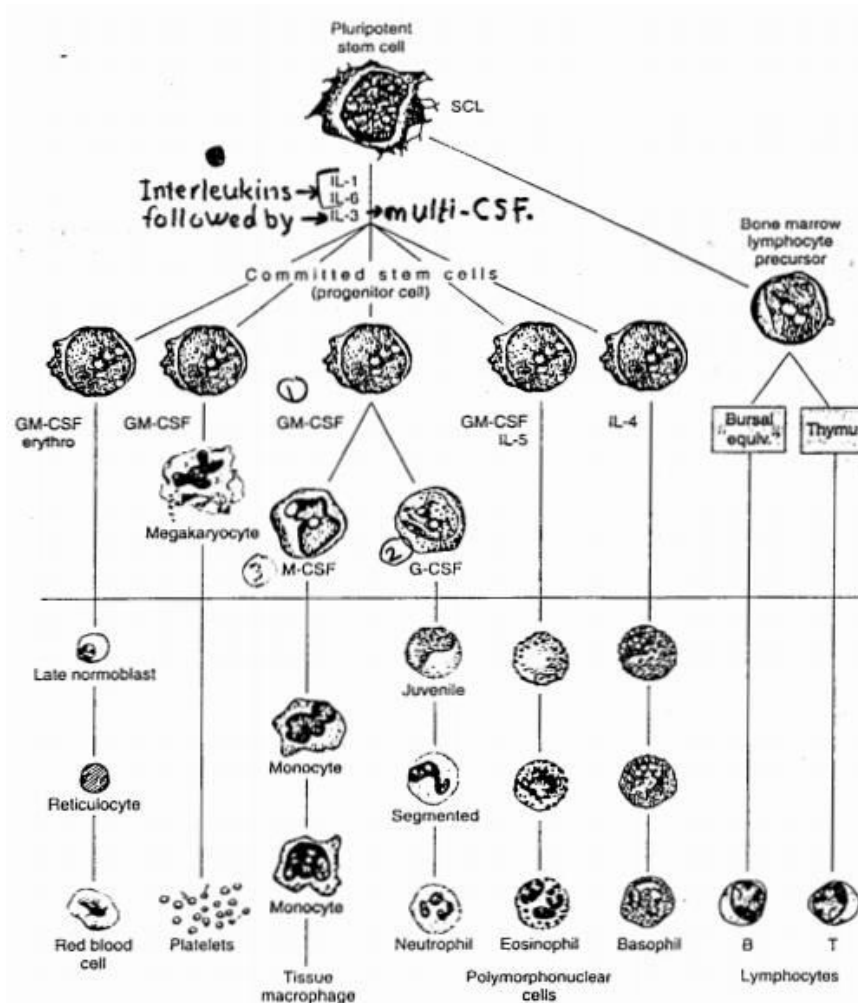 Pluripotent
stem cell
SCL
Interleukins → IL-1
IL-6
followed by → IL-3 → multi-CSF.
Bone marrow
lymphocyte
precursor
Committed stem cells
(progenitor cell)
1
GM-CSF
erythro
GM-CSF
GM-CSF
GM-CSF
IL-5
IL-4
Bursal
equiv.
Thymus
Megakaryocyte
3
M-CSF
2
G-CSF
Late normoblast
Juvenile
Monocyte
Reticulocyte
Segmented
Monocyte
Red blood
cell
Platelets
Neutrophil
Eosinophil
Basophil
B
T
Tissue
macrophage
Polymorphonuclear
cells
Lymphocytes